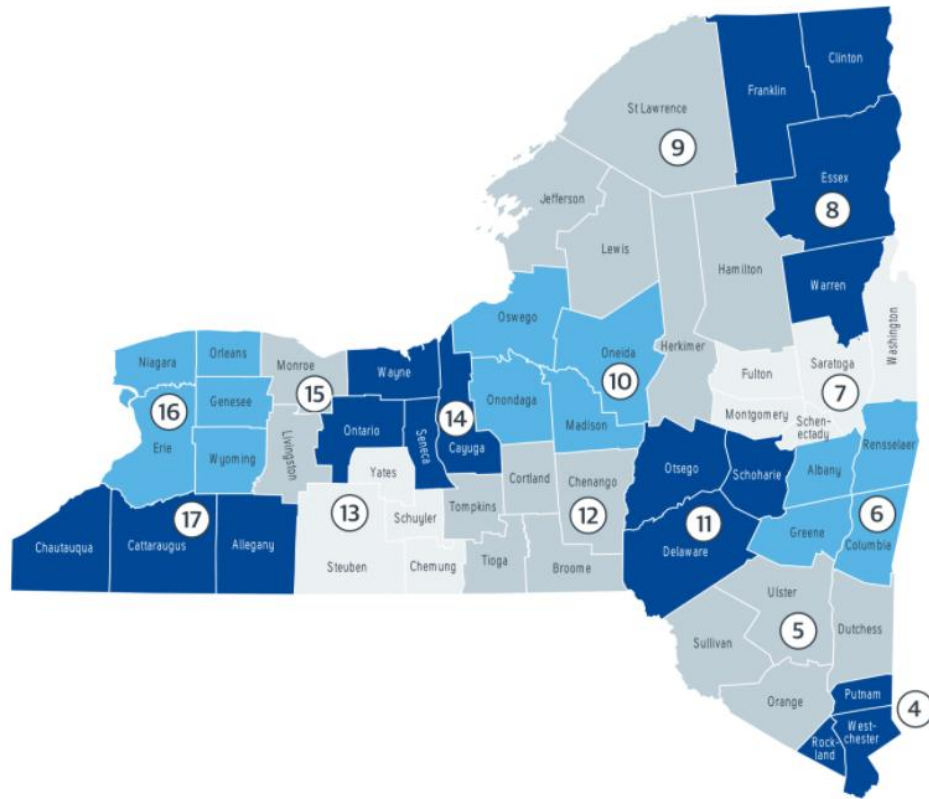 Clinton
Franklin
St Lawrence
9
Essex
8
Jefferson
Lewis
Hamilton
Warren
Washington
Oswego
Herkimer
Oneida
10
Niagara
Orleans
Monroe
15
Wayne
Fulton
Saratoga
7
Genesee
16
Onondaga
14
Montgomery
Schen-
ectady
Erie
Wyoming
Livingston
Ontario
Seneca
Cayuga
Madison
Rensselaer
Albany
Otsego
Schoharie
Yates
Cortland
Chenango
12
17
13
Schuyler
Tompkins
11
6
Greene
Columbia
Chautauqua
Cattaraugus
Allegany
Steuben
Chemung
Tioga
Broome
Delaware
Ulster
5
Dutchess
Sullivan
Orange
Putnam
4
West-
chester
Rock-
land